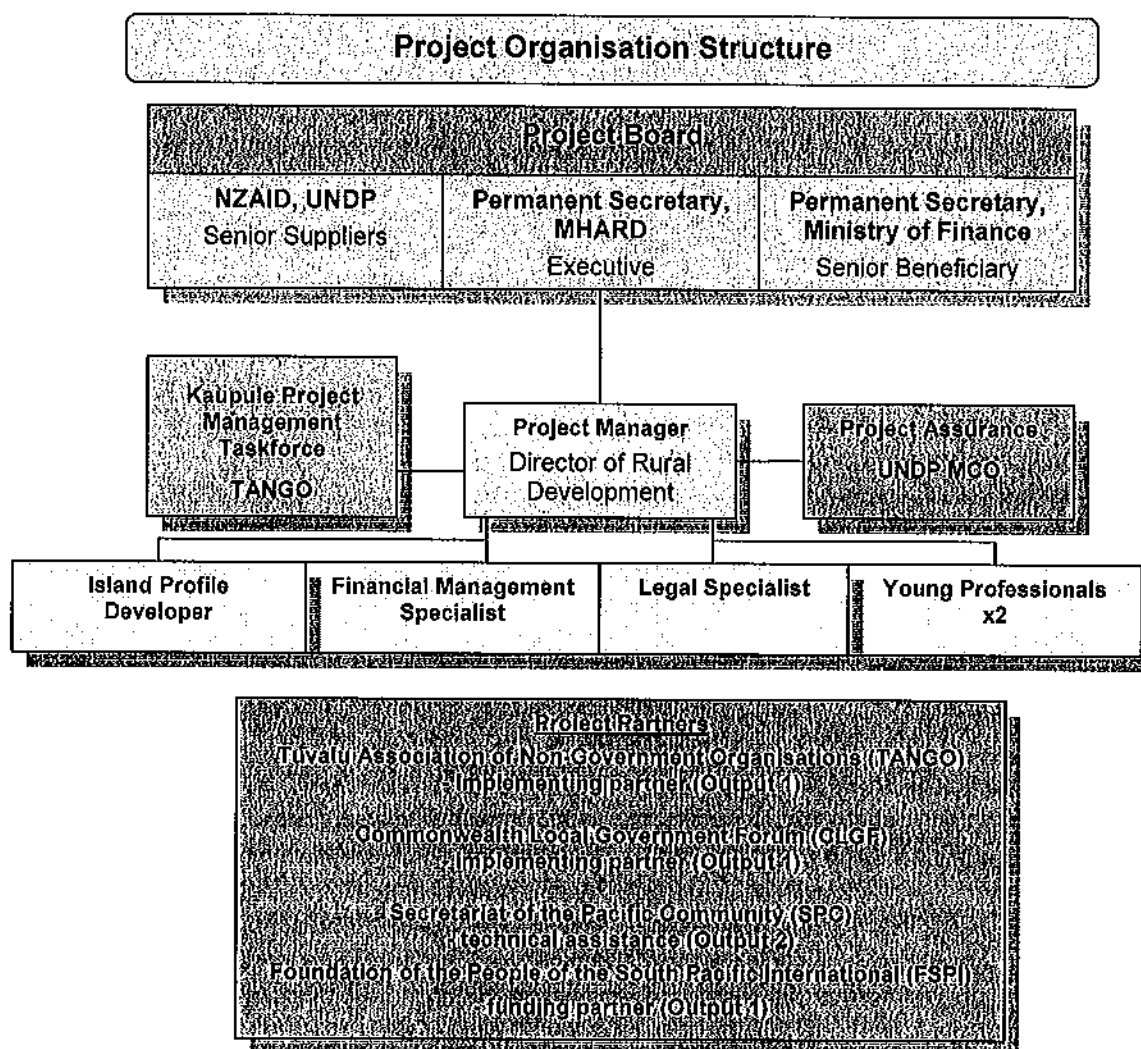 Project Organisation Structure
Project Board
NZAID, UNDP
Senior Suppliers
Permanent Secretary,
MHARD
Executive
Permanent Secretary,
Ministry of Finance
Senior Beneficiary
Kaupule Project
Management
Taskforce
TANGO
Project Manager
Director of Rural
Development
Project Assurance
UNDP MCO
Island Profile
Developer
Financial Management
Specialist
Legal Specialist
Young Professionals
x2
Project Partners
Tuvalu Association of Non Government Organisations (TANGO)
- implementing partner (Output 1)
Commonwealth Local Government Forum (CLGF)
- implementing partner (Output 1)
Secretariat of the Pacific Community (SPC)
- technical assistance (Output 2)
Foundation of the People of the South Pacific International (FSPI)
- funding partner (Output 1)